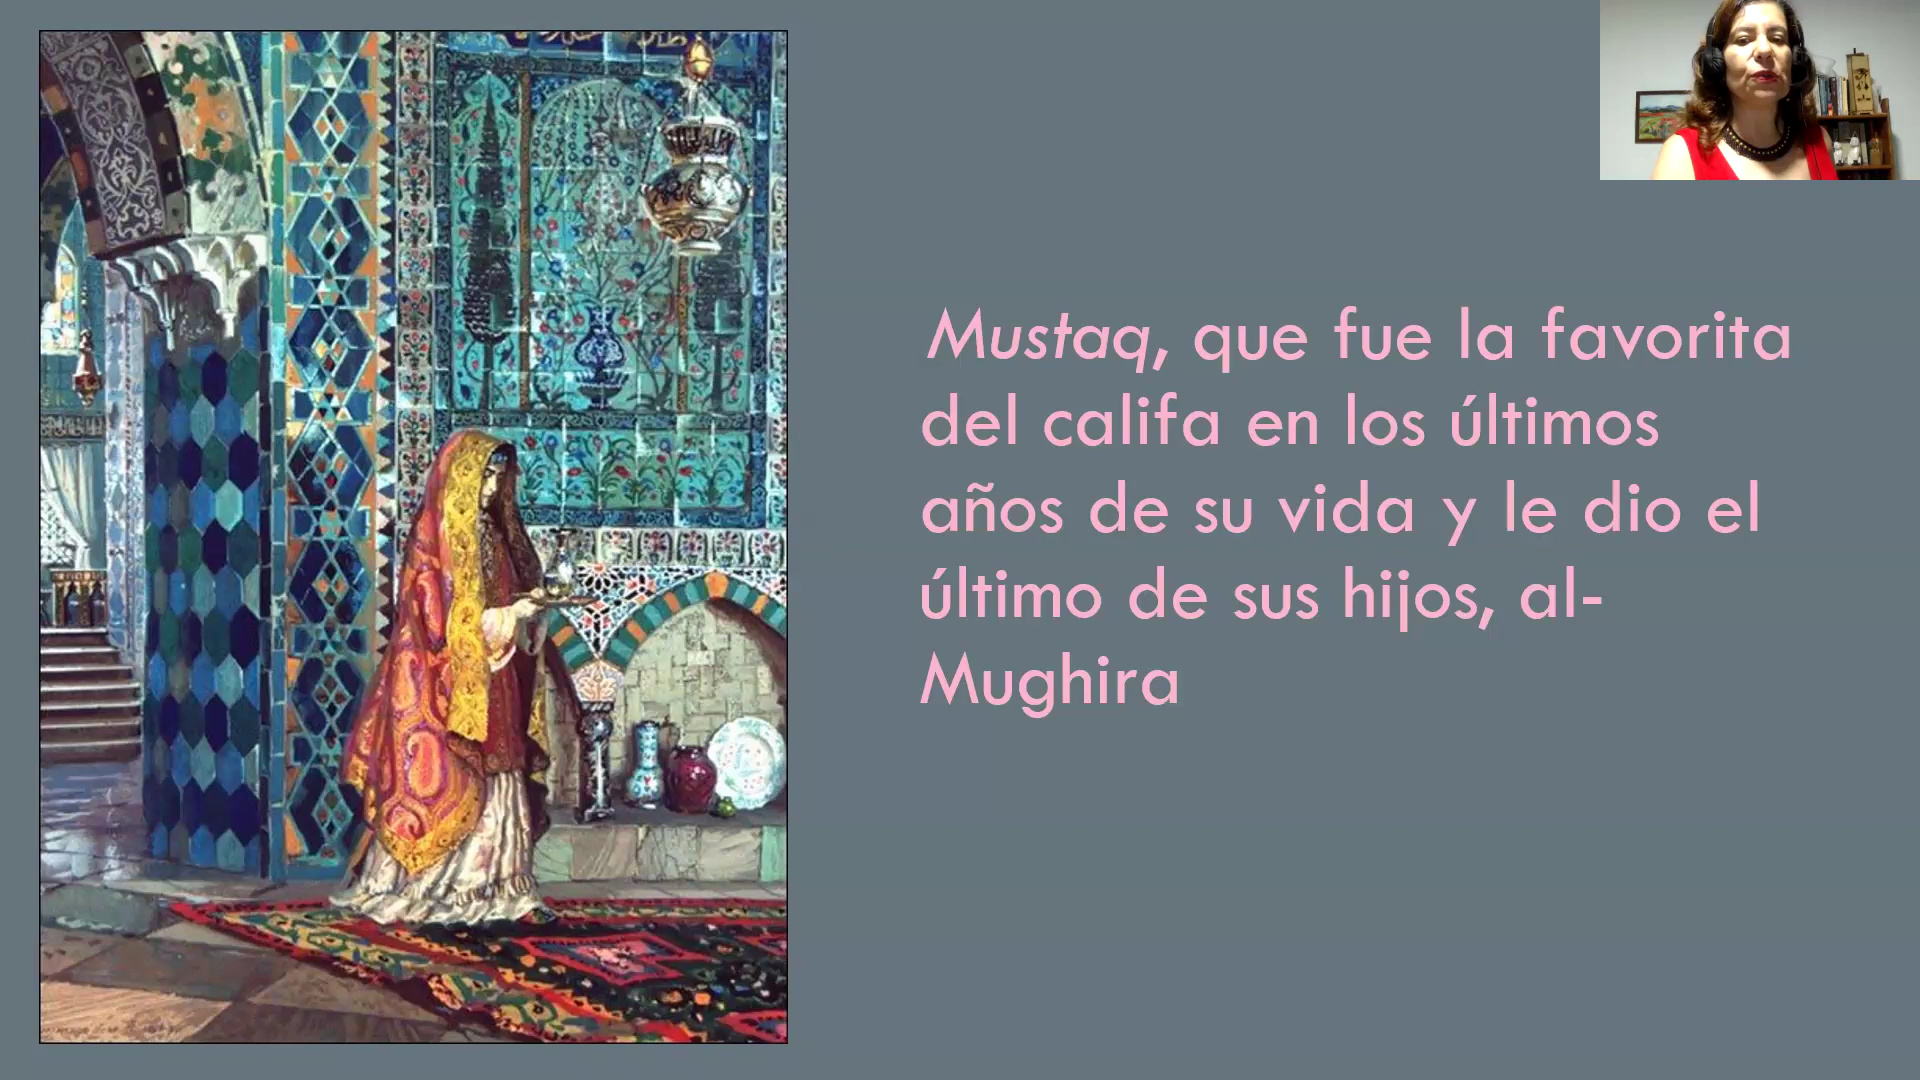 Mustaq, que fue la favorita
del califa en los últimos
años de su vida y le dio el
último de sus hijos, al-
Mughira